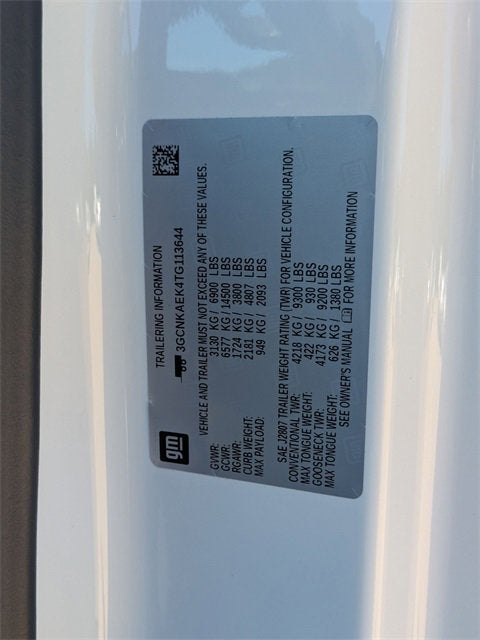 gm
TRAILERING INFORMATION
3GCNKAEK4TG113644
VEHICLE AND TRAILER MUST NOT EXCEED ANY OF THESE VALUES.
GVWR: 3130 KG / 6900 LBS
GCWR: 6577 KG / 14500 LBS
RGAWR: 1724 KG / 3800 LBS
CURB WEIGHT: 2181 KG / 4807 LBS
MAX PAYLOAD: 949 KG / 2093 LBS
SAE J2807 TRAILER WEIGHT RATING (TWR) FOR VEHICLE CONFIGURATION.
CONVENTIONAL TWR: 4218 KG / 9300 LBS
MAX TONGUE WEIGHT: 422 KG / 930 LBS
GOOSENECK TWR: 4173 KG / 9200 LBS
MAX TONGUE WEIGHT: 626 KG / 1380 LBS
SEE OWNER'S MANUAL FOR MORE INFORMATION